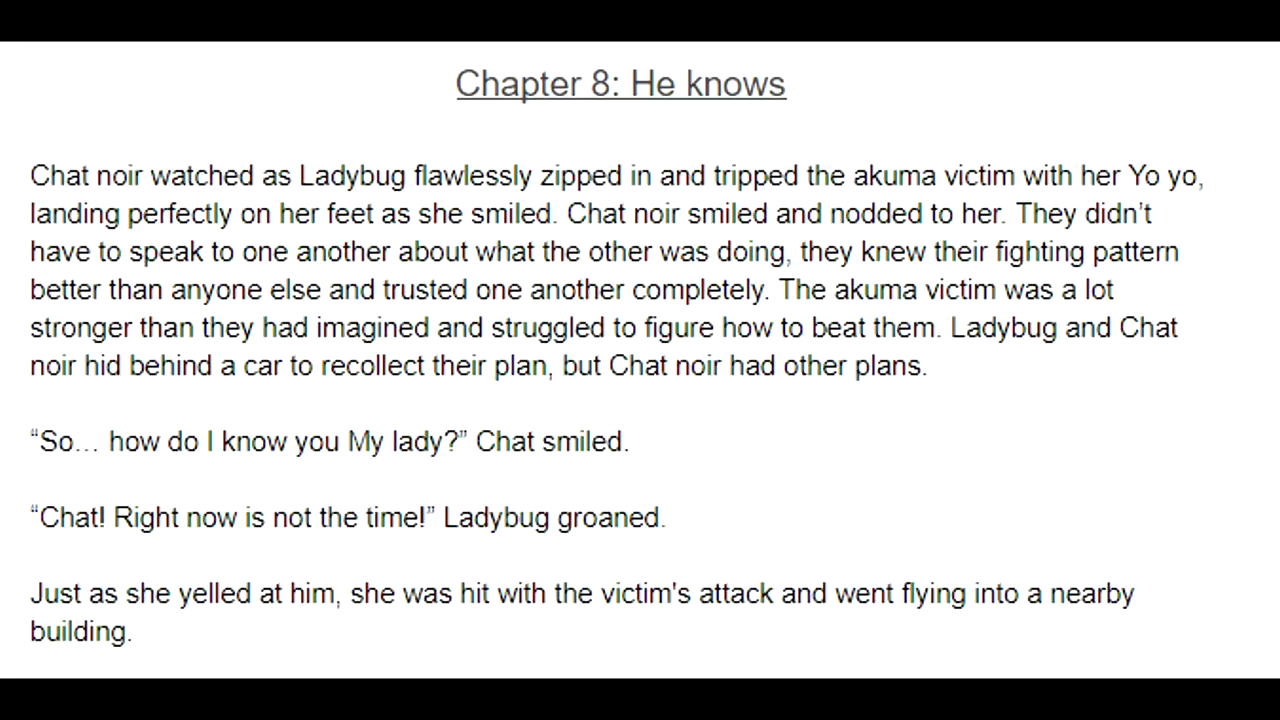 Chapter 8: He knows
Chat noir watched as Ladybug flawlessly zipped in and tripped the akuma victim with her Yo yo,
landing perfectly on her feet as she smiled. Chat noir smiled and nodded to her. They didn’t
have to speak to one another about what the other was doing, they knew their fighting pattern
better than anyone else and trusted one another completely. The akuma victim was a lot
stronger than they had imagined and struggled to figure how to beat them. Ladybug and Chat
noir hid behind a car to recollect their plan, but Chat noir had other plans.
“So… how do I know you My lady?” Chat smiled.
“Chat! Right now is not the time!” Ladybug groaned.
Just as she yelled at him, she was hit with the victim's attack and went flying into a nearby
building.